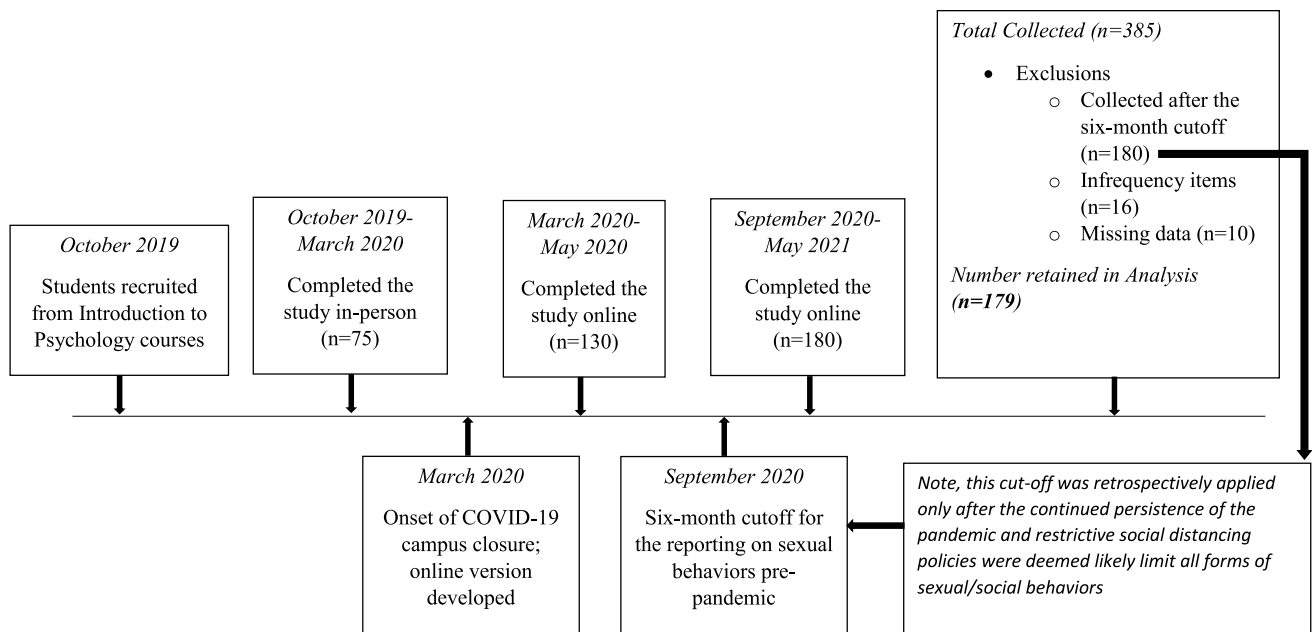 October 2019
Students recruited
from Introduction to
Psychology courses
October 2019-
March 2020
Completed the
study in-person
(n=75)
March 2020-
May 2020
Completed the
study online
(n=130)
September 2020-
May 2021
Completed the
study online
(n=180)
Total Collected (n=385)
• Exclusions
o Collected after the
six-month cutoff
(n=180)
o Infrequency items
(n=16)
o Missing data (n=10)
Number retained in Analysis
(n=179)
March 2020
Onset of COVID-19
campus closure;
online version
developed
September 2020
Six-month cutoff for
the reporting on sexual
behaviors pre-
pandemic
Note, this cut-off was retrospectively applied
only after the continued persistence of the
pandemic and restrictive social distancing
policies were deemed likely limit all forms of
sexual/social behaviors